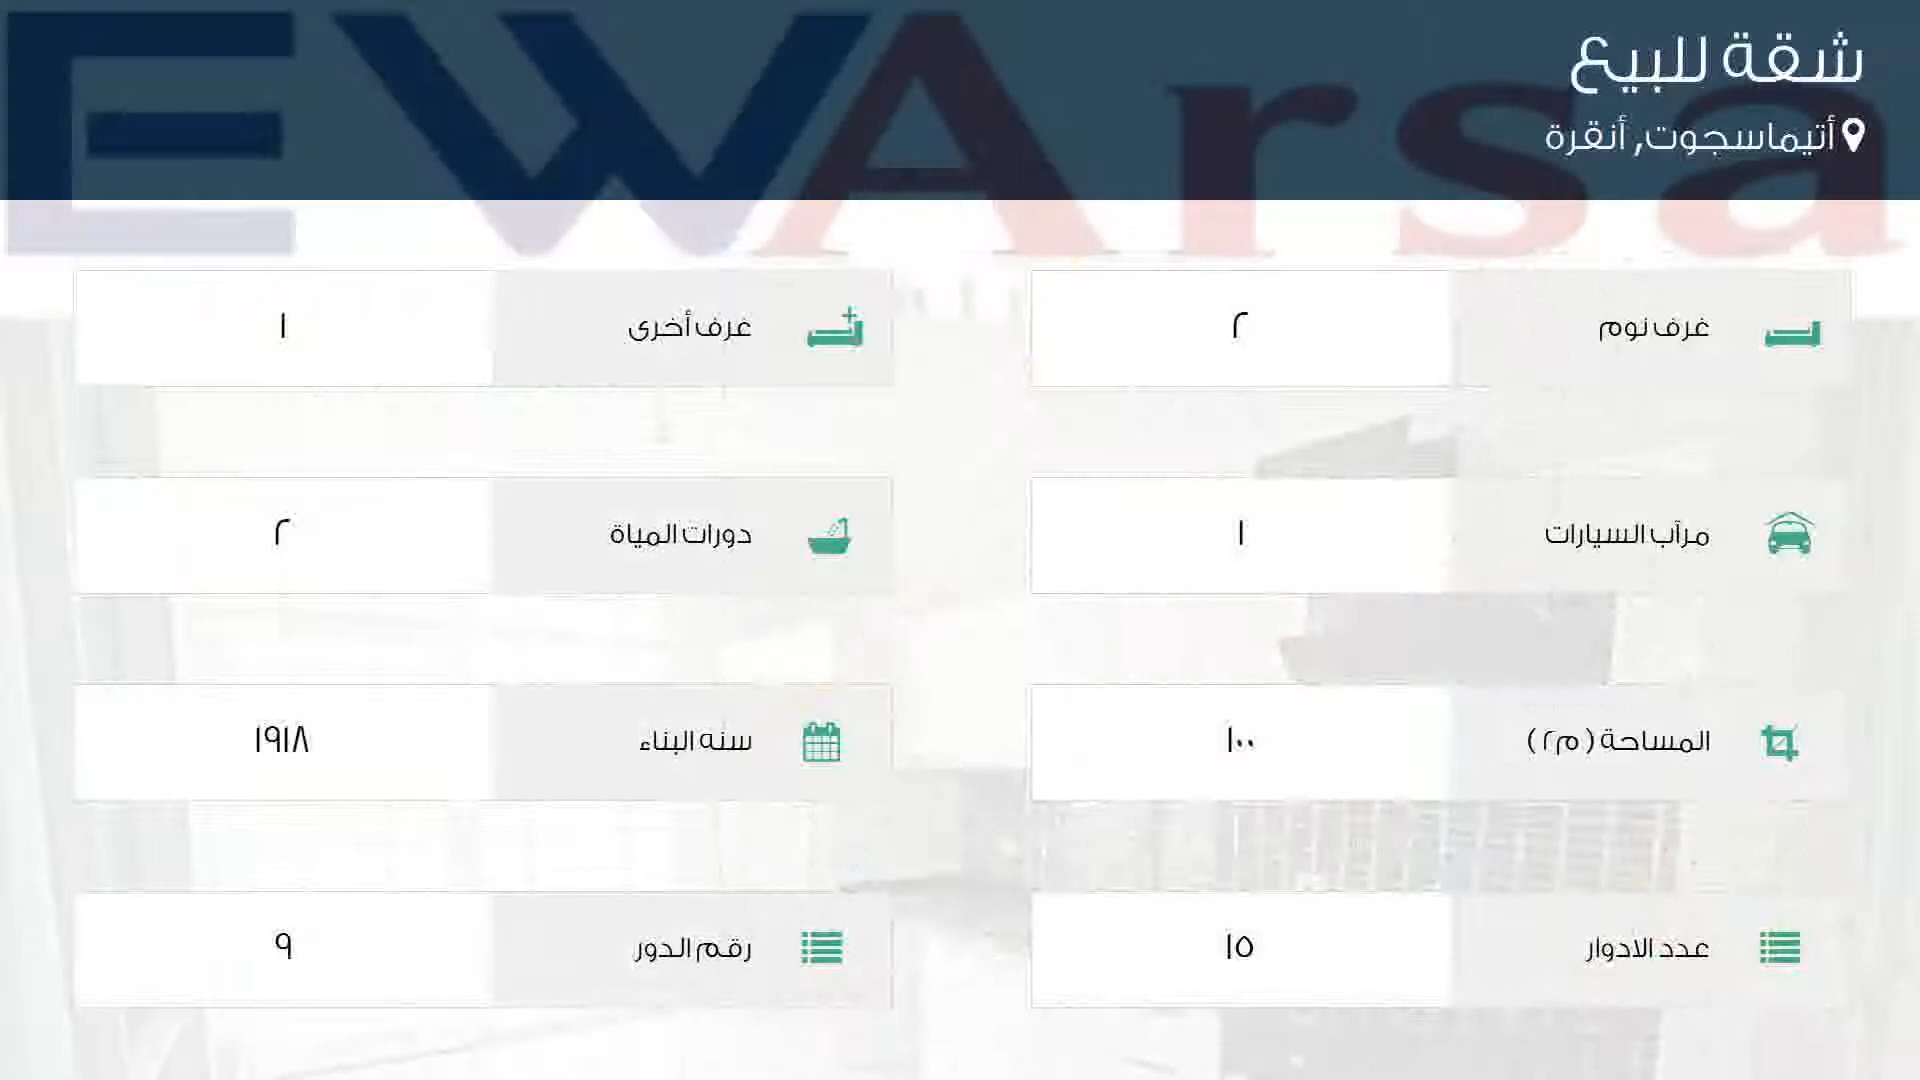 EWArsa
شقة للبيع
أتيماسجوت, أنقرة
غرف نوم
٢
غرف أخرى
١
مرآب السيارات
١
دورات المياة
٢
المساحة (م٢)
١٠٠
سنه البناء
١٩١٨
عدد الادوار
١٥
رقم الدور
٩